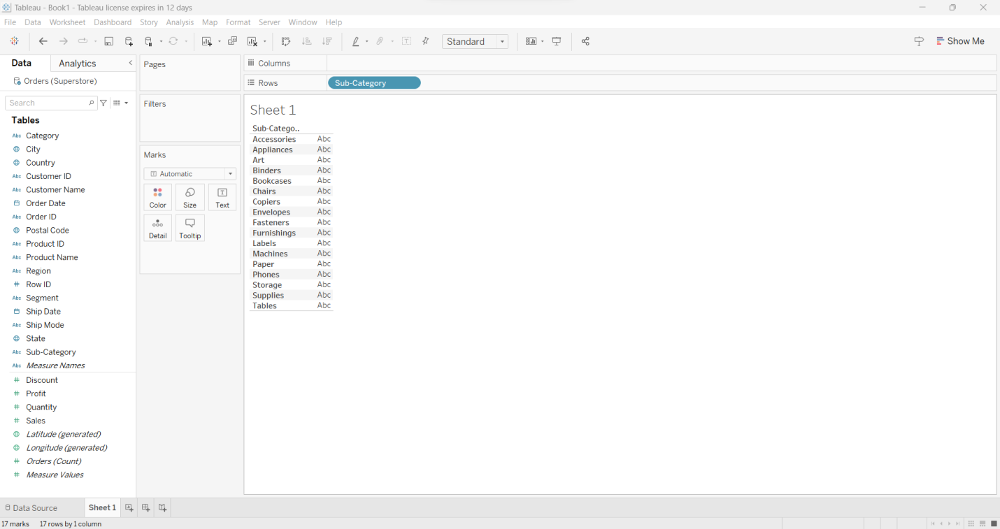 Tableau - Book1 - Tableau license expires in 12 days
File Data Worksheet Dashboard Story Analysis Map Format Server Window Help
Standard Show Me
Data Analytics
Orders (Superstore)
Search
Tables
Abc Category
City
Country
Abc Customer ID
Abc Customer Name
Order Date
Abc Order ID
Postal Code
Abc Product ID
Abc Product Name
Abc Region
# Row ID
Abc Segment
Ship Date
Abc Ship Mode
State
Abc Sub-Category
Abc Measure Names
# Discount
# Profit
# Quantity
# Sales
Latitude (generated)
Longitude (generated)
# Orders (Count)
# Measure Values
Pages
Filters
Marks
T Automatic
Color Size T Text
Detail Tooltip
Columns
Rows Sub-Category
Sheet 1
Sub-Catego..
Accessories Abc
Appliances Abc
Art Abc
Binders Abc
Bookcases Abc
Chairs Abc
Copiers Abc
Envelopes Abc
Fasteners Abc
Furnishings Abc
Labels Abc
Machines Abc
Paper Abc
Phones Abc
Storage Abc
Supplies Abc
Tables Abc
Data Source Sheet 1
17 marks 17 rows by 1 column